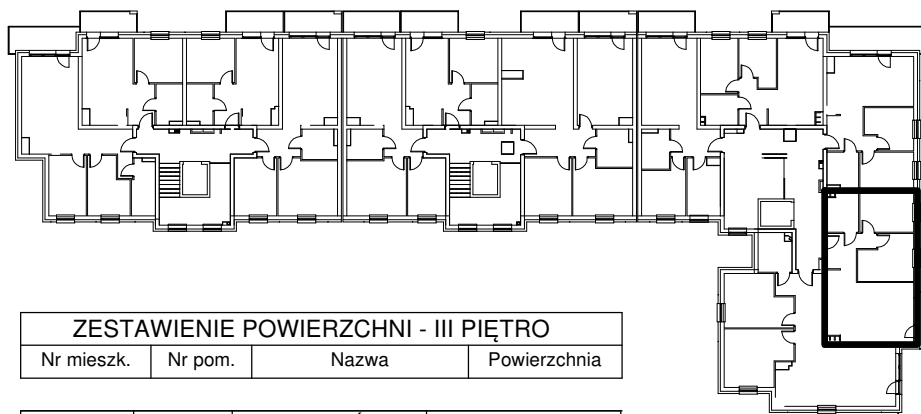 ZESTAWIENIE POWIERZCHNI - III PIĘTRO
Nr mieszk. Nr pom. Nazwa Powierzchnia